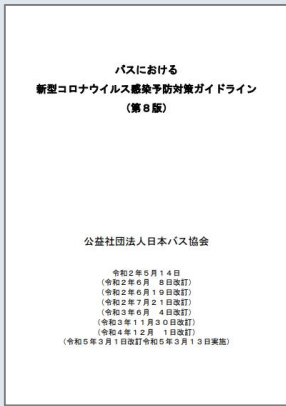 バスにおける
新型コロナウイルス感染予防対策ガイドライン
（第８版）
公益社団法人日本バス協会
令和２年５月１４日
（令和２年６月　８日改訂）
（令和２年６月１９日改訂）
（令和２年７月２１日改訂）
（令和３年６月　４日改訂）
（令和３年１１月３０日改訂）
（令和４年１２月　１日改訂）
（令和５年３月１日改訂令和５年３月１３日実施）